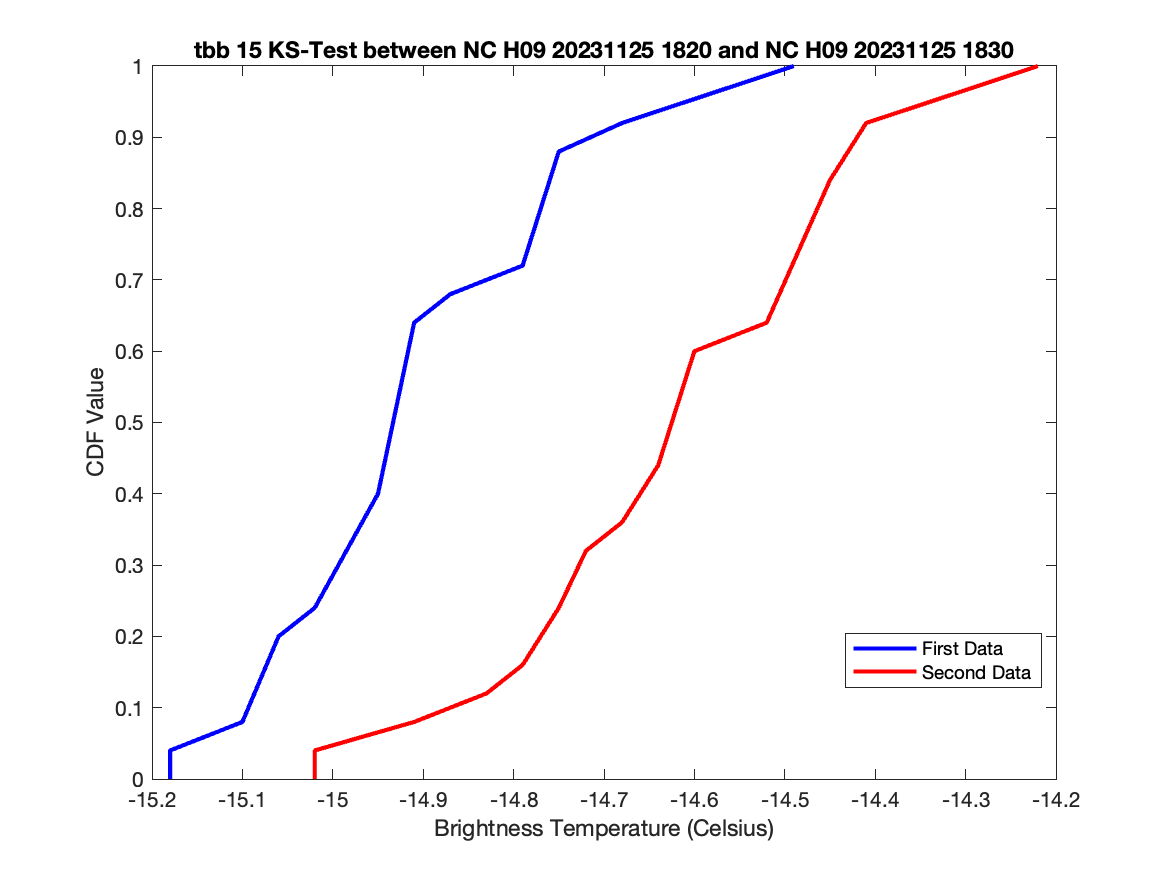 tbb 15 KS-Test between NC H09 20231125 1820 and NC H09 20231125 1830
1
0.9
0.8
0.7
0.6
0.5
0.4
0.3
0.2
0.1
0
CDF Value
First Data
Second Data
-15.2 -15.1 -15 -14.9 -14.8 -14.7 -14.6 -14.5 -14.4 -14.3 -14.2
Brightness Temperature (Celsius)